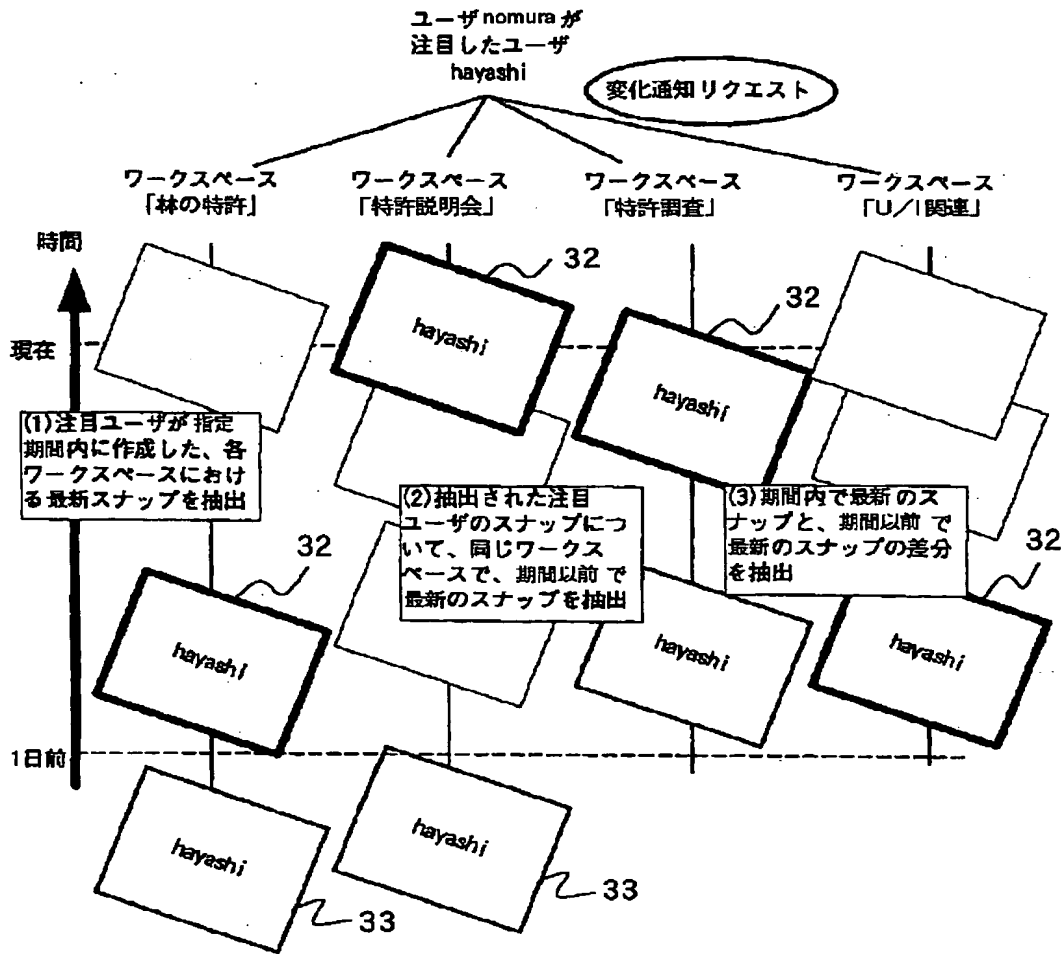 ユーザnomuraが
注目したユーザ
hayashi
変化通知リクエスト
ワークスペース
「林の特許」
ワークスペース
「特許説明会」
ワークスペース
「特許調査」
ワークスペース
「U/I関連」
時間
32
32
hayashi
現在
hayashi
(1)注目ユーザが指定
期間内に作成した、各
ワークスペースにおけ
る最新スナップを抽出
(2)抽出された注目
ユーザのスナップにつ
いて、同じワークス
ペースで、期間以前で
最新のスナップを抽出
(3)期間内で最新のス
ナップと、期間以前で
最新のスナップの差分
を抽出
32
32
hayashi
hayashi
hayashi
1日前
hayashi
hayashi
33
33